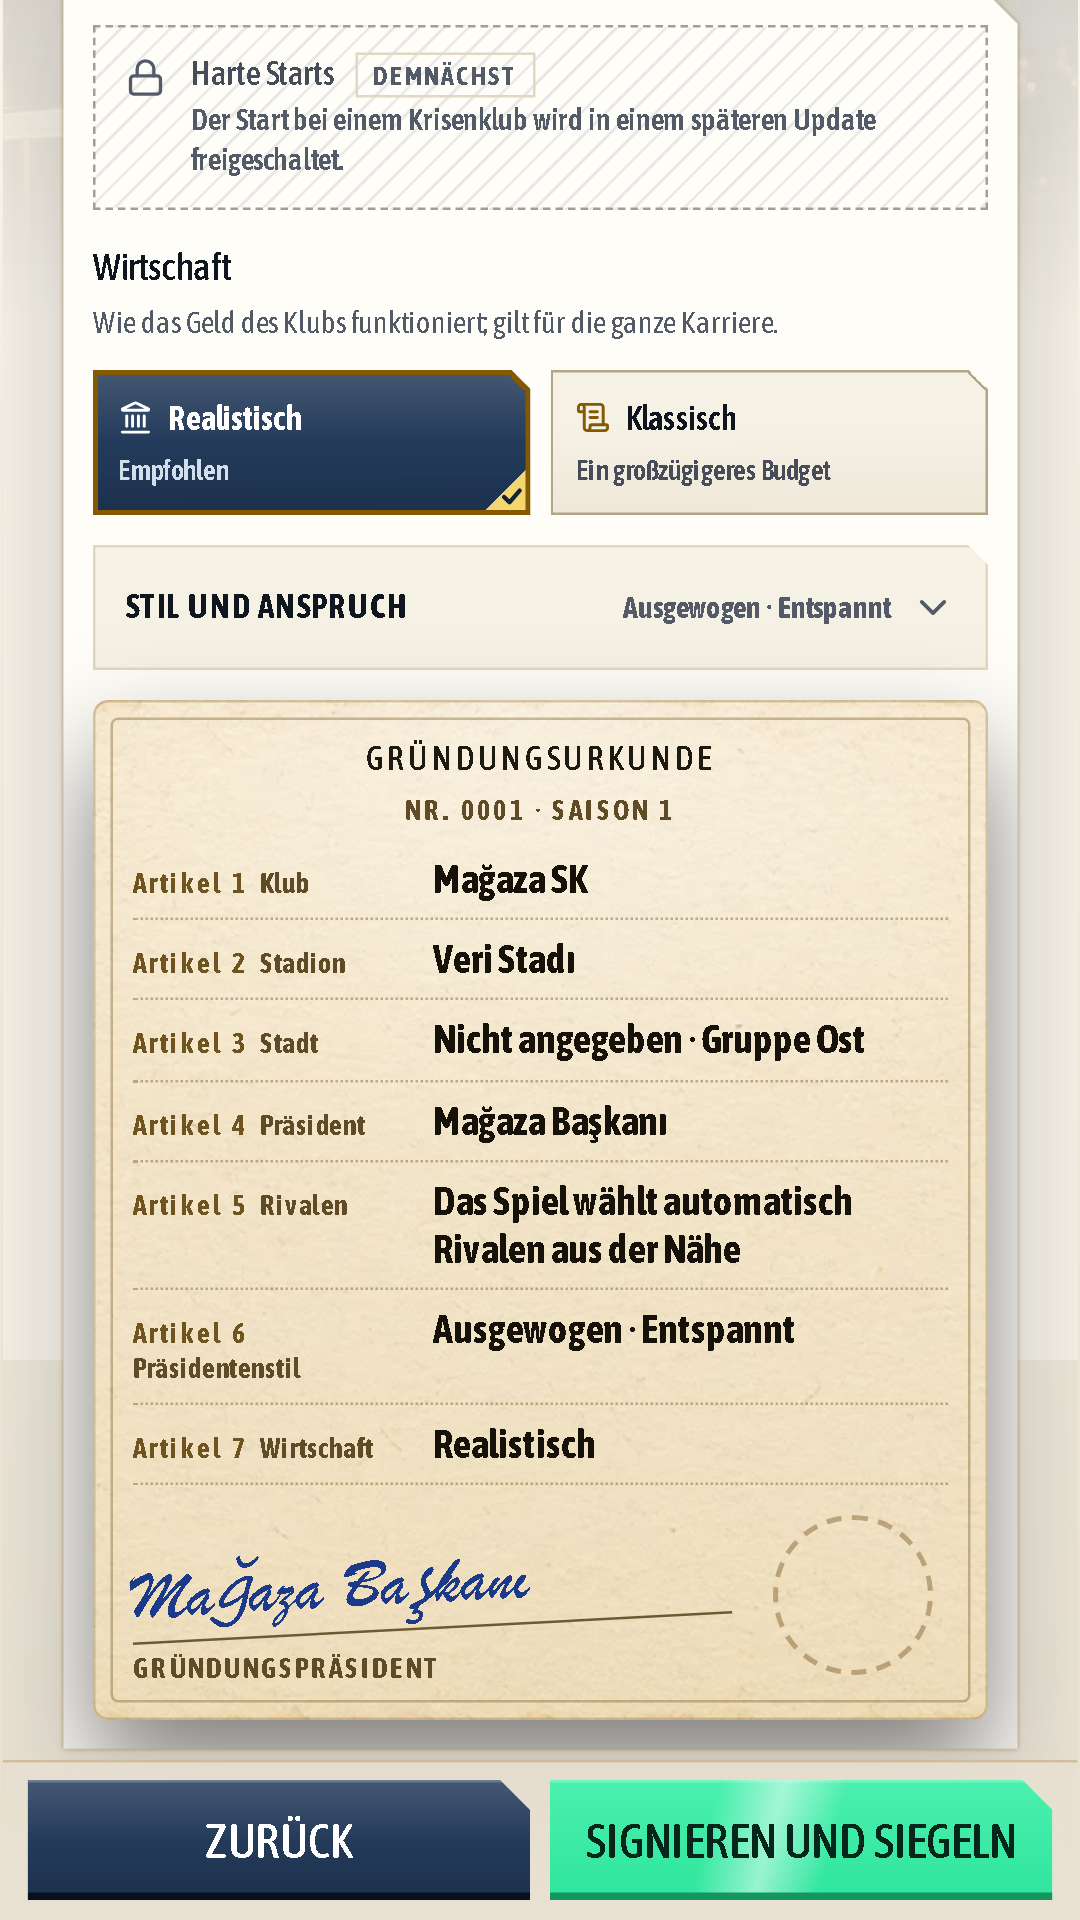 Harte Starts DEMNÄCHST
Der Start bei einem Krisenklub wird in einem späteren Update
freigeschaltet.
Wirtschaft
Wie das Geld des Klubs funktioniert; gilt für die ganze Karriere.
Realistisch
Empfohlen
Klassisch
Ein großzügigeres Budget
STIL UND ANSPRUCH
Ausgewogen · Entspannt
GRÜNDUNGSURKUNDE
NR. 0001 · SAISON 1
Artikel 1 Klub Mağaza SK
Artikel 2 Stadion Veri Stadı
Artikel 3 Stadt Nicht angegeben · Gruppe Ost
Artikel 4 Präsident Mağaza Başkanı
Artikel 5 Rivalen Das Spiel wählt automatisch
Rivalen aus der Nähe
Artikel 6 Ausgewogen · Entspannt
Präsidentenstil
Artikel 7 Wirtschaft Realistisch
Mağaza Başkanı
GRÜNDUNGSPRÄSIDENT
ZURÜCK
SIGNIEREN UND SIEGELN